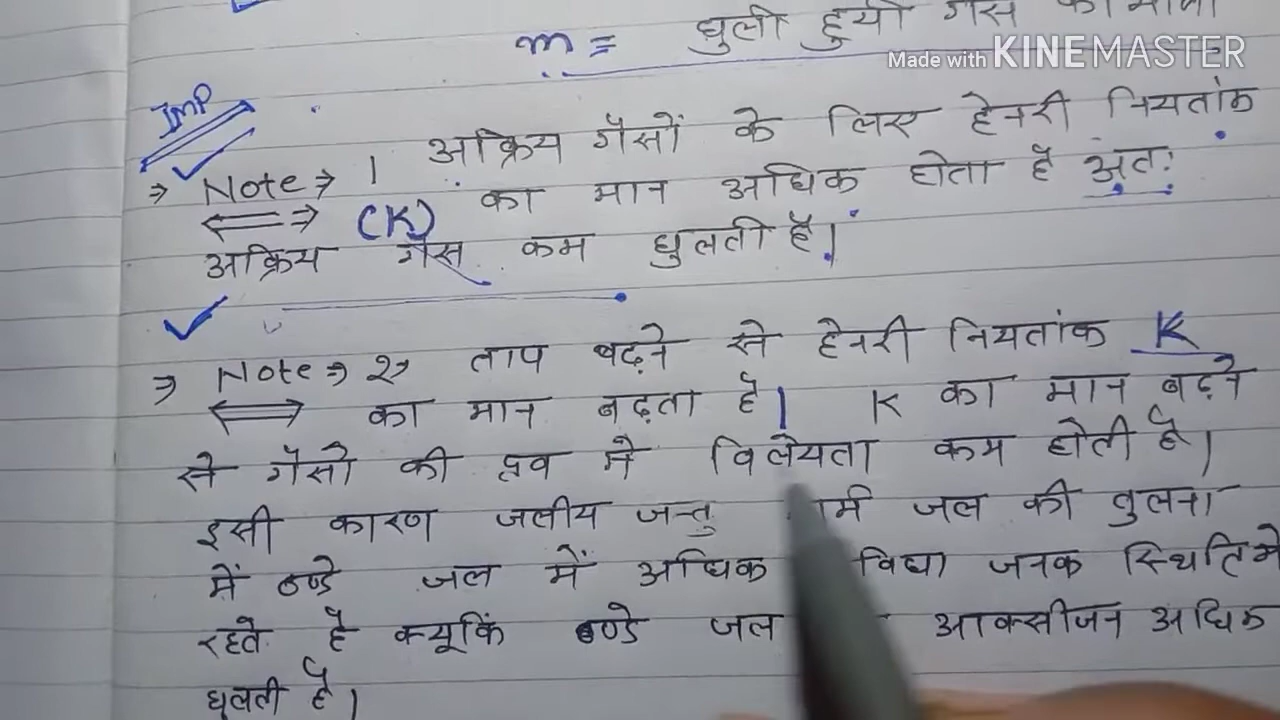 m = घुली हुयी गैस
Made with KINEMASTER
IMP
⇒ Note ⇒ 1 अक्रिय गैसों के लिए हेनरी नियतांक
(K) का मान अधिक होता है अतः
अक्रिय गैस कम घुलती है।
⇒ Note ⇒ 2⇒ ताप बढ़ने से हेनरी नियतांक K
का मान बढ़ता है। K का मान बढ़ने
से गैसो की द्रव मे विलेयता कम होती है।
इसी कारण जलीय जन्तु जल की तुलना
में ठण्डे जल में अधिक जनक स्थिति मे
रहते है क्यूकिं ठण्डे जल आक्सीजन अधिक
घुलती है।